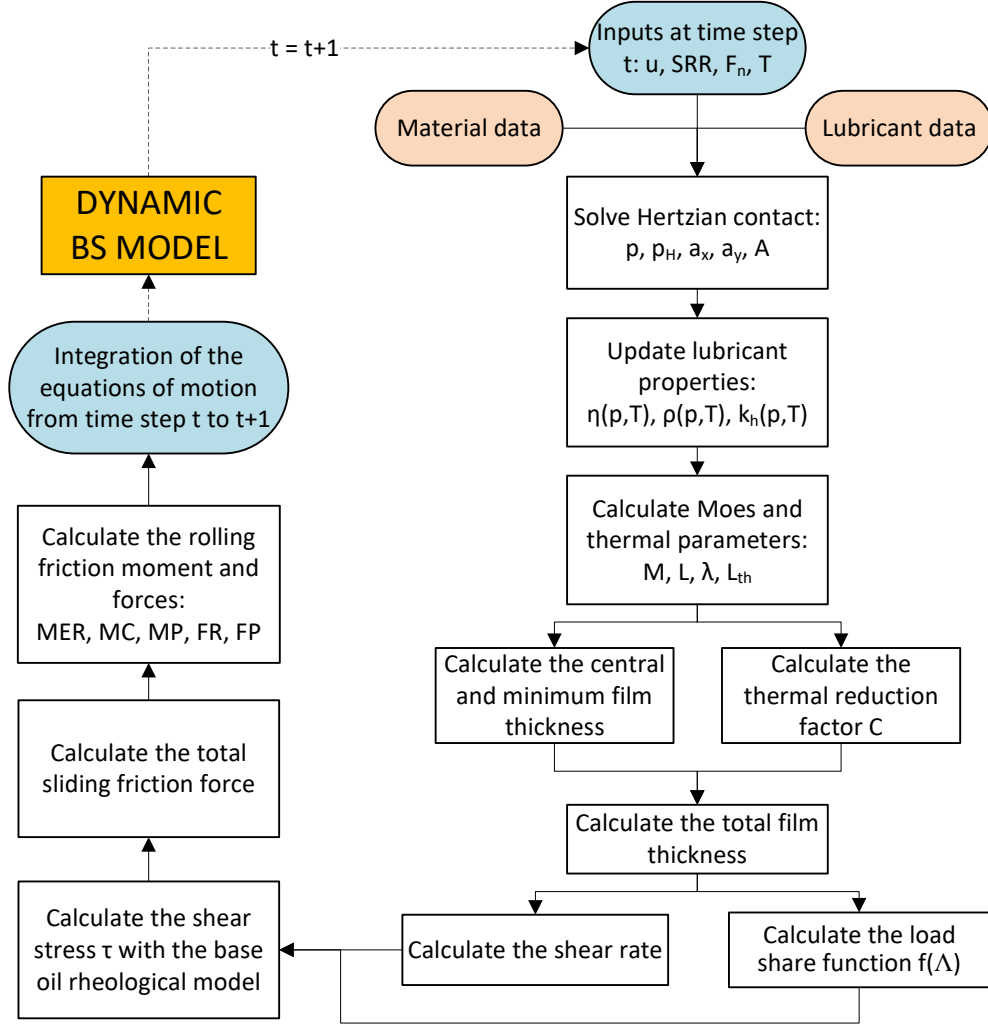 t = t+1
Inputs at time step
t: u, SRR, Fₙ, T
Material data
Lubricant data
DYNAMIC
BS MODEL
Solve Hertzian contact:
p, p_H, aₓ, a_y, A
Integration of the
equations of motion
from time step t to t+1
Update lubricant
properties:
η(p,T), ρ(p,T), kₕ(p,T)
Calculate Moes and
thermal parameters:
M, L, λ, Lₜₕ
Calculate the rolling
friction moment and
forces:
MER, MC, MP, FR, FP
Calculate the central
and minimum film
thickness
Calculate the
thermal reduction
factor C
Calculate the total
sliding friction force
Calculate the total film
thickness
Calculate the shear
stress τ with the base
oil rheological model
Calculate the shear rate
Calculate the load
share function f(Λ)